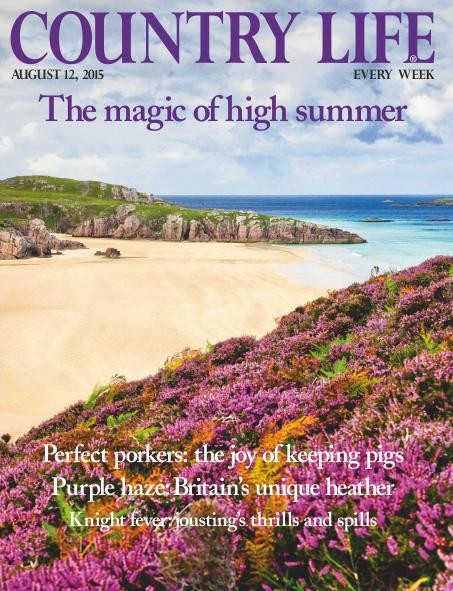 COUNTRY LIFE®
AUGUST 12, 2015 EVERY WEEK
The magic of high summer
Perfect porkers: the joy of keeping pigs
Purple haze: Britain's unique heather
Knight fever: jousting's thrills and spills